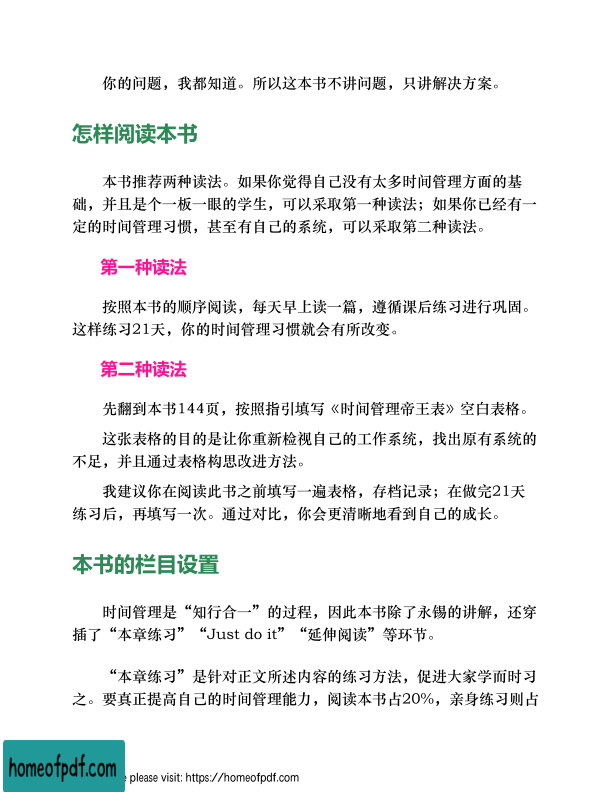 你的问题，我都知道。所以这本书不讲问题，只讲解决方案。
怎样阅读本书
本书推荐两种读法。如果你觉得自己没有太多时间管理方面的基
础，并且是个一板一眼的学生，可以采取第一种读法；如果你已经有一
定的时间管理习惯，甚至有自己的系统，可以采取第二种读法。
第一种读法
按照本书的顺序阅读，每天早上读一篇，遵循课后练习进行巩固。
这样练习21天，你的时间管理习惯就会有所改变。
第二种读法
先翻到本书144页，按照指引填写《时间管理帝王表》空白表格。
这张表格的目的是让你重新检视自己的工作系统，找出原有系统的
不足，并且通过表格构思改进方法。
我建议你在阅读此书之前填写一遍表格，存档记录；在做完21天
练习后，再填写一次。通过对比，你会更清晰地看到自己的成长。
本书的栏目设置
时间管理是“知行合一”的过程，因此本书除了永锡的讲解，还穿
插了“本章练习”“Just do it”“延伸阅读”等环节。
“本章练习”是针对正文所述内容的练习方法，促进大家学而时习
之。要真正提高自己的时间管理能力，阅读本书占20%，亲身练习则占
homeofpdf.com
e please visit: https://homeofpdf.com